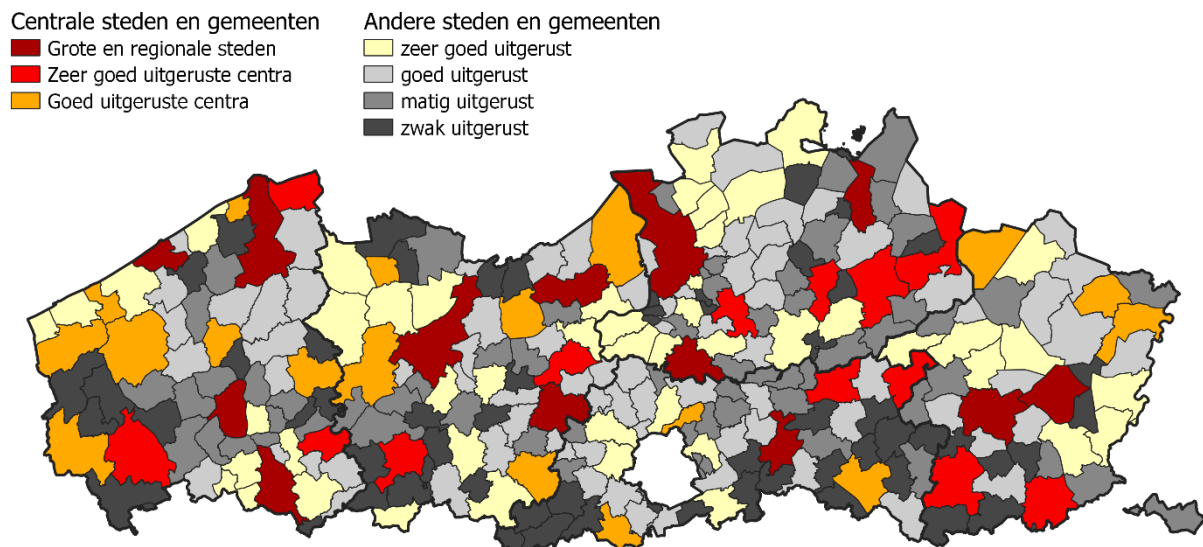 Centrale steden en gemeenten
Grote en regionale steden
Zeer goed uitgeruste centra
Goed uitgeruste centra
Andere steden en gemeenten
zeer goed uitgerust
goed uitgerust
matig uitgerust
zwak uitgerust